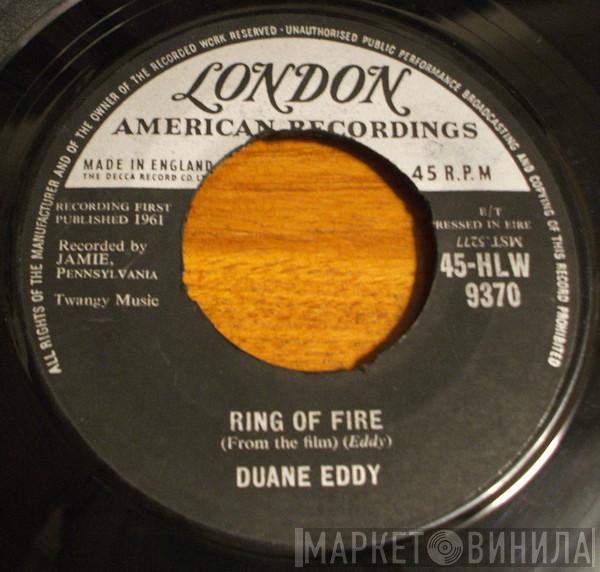 ALL RIGHTS OF THE MANUFACTURER AND OF THE OWNER OF THE RECORDED WORK RESERVED - UNAUTHORISED PUBLIC PERFORMANCE BROADCASTING AND COPYING OF THIS RECORD PROHIBITED
LONDON
AMERICAN RECORDINGS
MADE IN ENGLAND
THE DECCA RECORD CO. LT
45 R.P.M
RECORDING FIRST
PUBLISHED 1961
Recorded by
JAMIE,
PENNSYLVANIA
Twangy Music
E/T
PRESSED IN EIRE
MST.5277
45-HLW
9370
RING OF FIRE
(From the film) (Eddy)
DUANE EDDY
МАРКЕТ ВИНИЛА